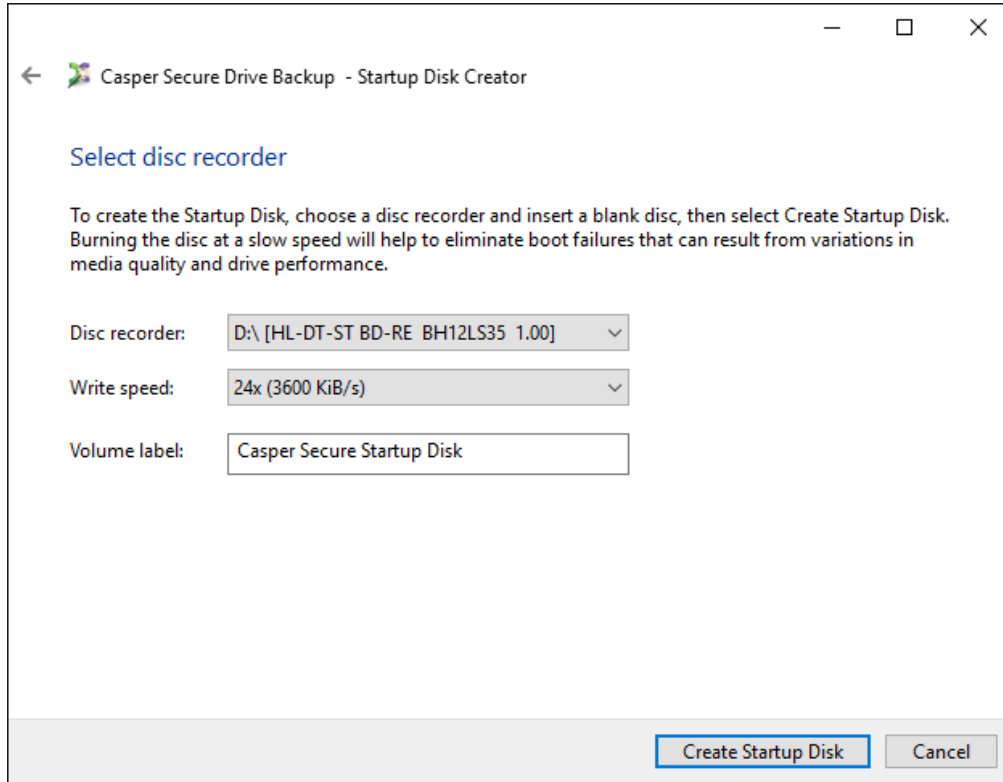 Casper Secure Drive Backup  - Startup Disk Creator
Select disc recorder
To create the Startup Disk, choose a disc recorder and insert a blank disc, then select Create Startup Disk.
Burning the disc at a slow speed will help to eliminate boot failures that can result from variations in
media quality and drive performance.
Disc recorder: D:\ [HL-DT-ST BD-RE  BH12LS35  1.00]
Write speed: 24x (3600 KiB/s)
Volume label: Casper Secure Startup Disk
Create Startup Disk Cancel